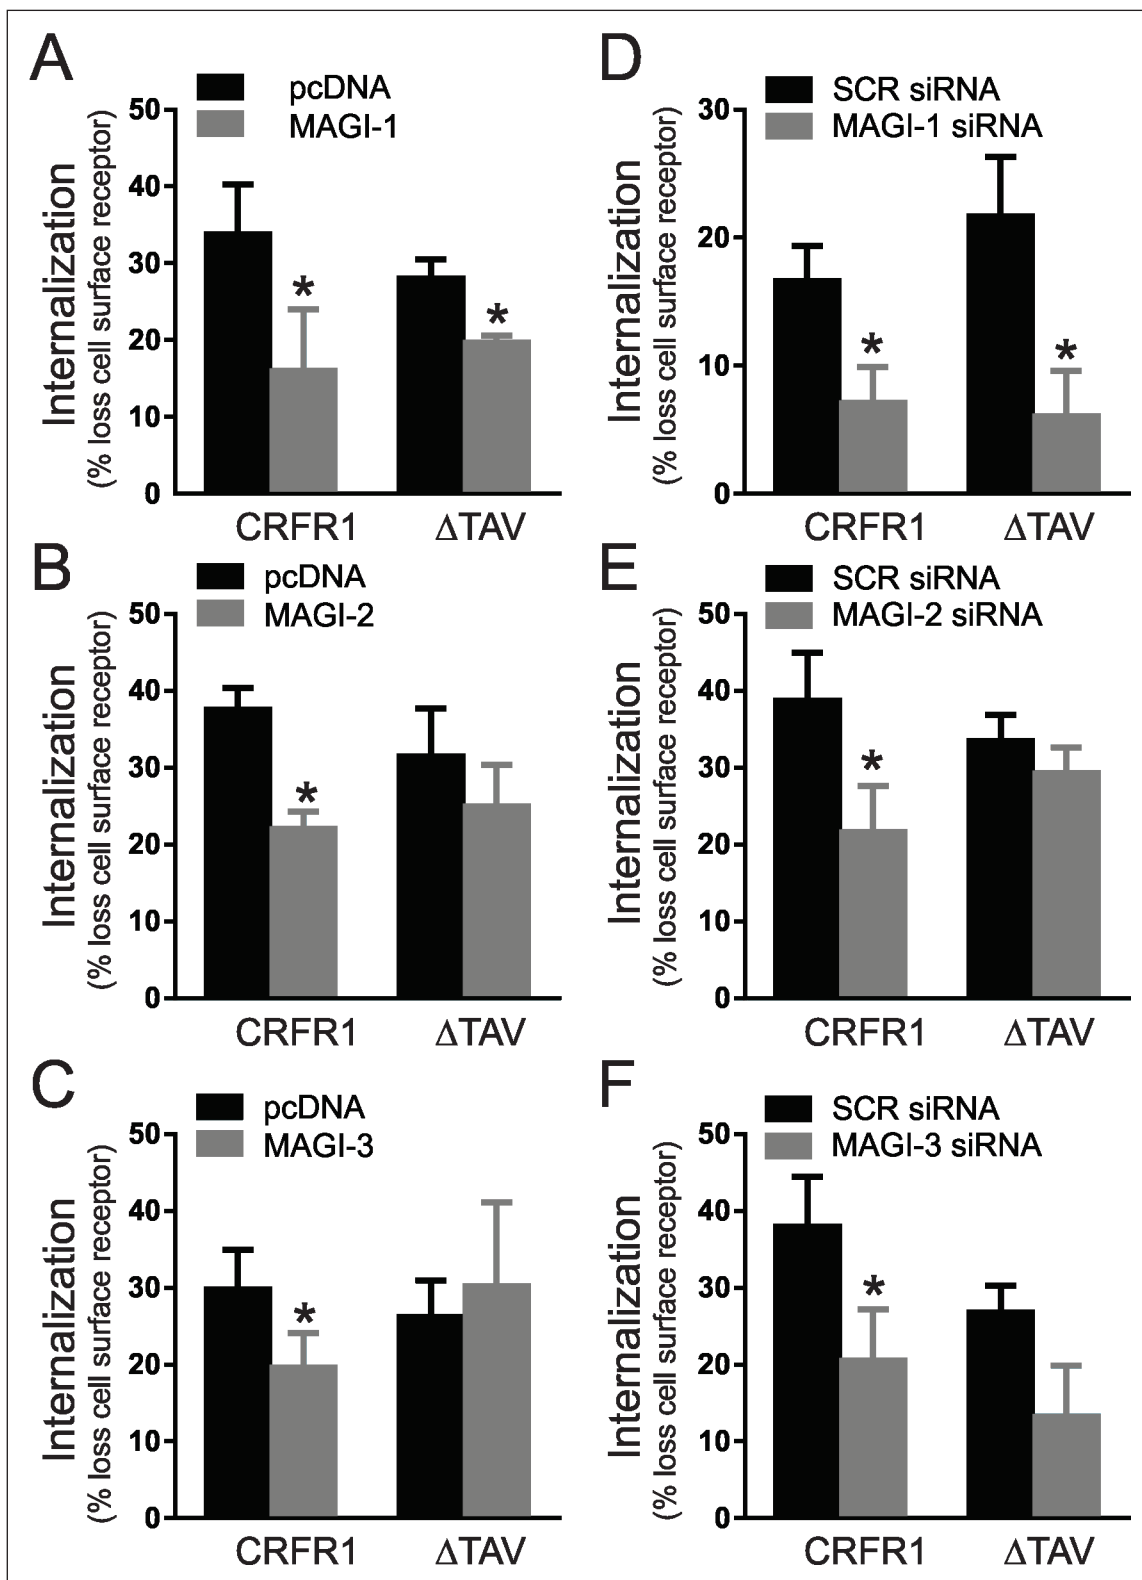 A
pcDNA
MAGI-1
Internalization
(% loss cell surface receptor)
50
40
30
20
10
0
CRFR1 ΔTAV
*
*
D
SCR siRNA
MAGI-1 siRNA
Internalization
(% loss cell surface receptor)
30
20
10
0
CRFR1 ΔTAV
*
*
B
pcDNA
MAGI-2
Internalization
(% loss cell surface receptor)
50
40
30
20
10
0
CRFR1 ΔTAV
*
E
SCR siRNA
MAGI-2 siRNA
Internalization
(% loss cell surface receptor)
50
40
30
20
10
0
CRFR1 ΔTAV
*
C
pcDNA
MAGI-3
Internalization
(% loss cell surface receptor)
50
40
30
20
10
0
CRFR1 ΔTAV
*
F
SCR siRNA
MAGI-3 siRNA
Internalization
(% loss cell surface receptor)
50
40
30
20
10
0
CRFR1 ΔTAV
*